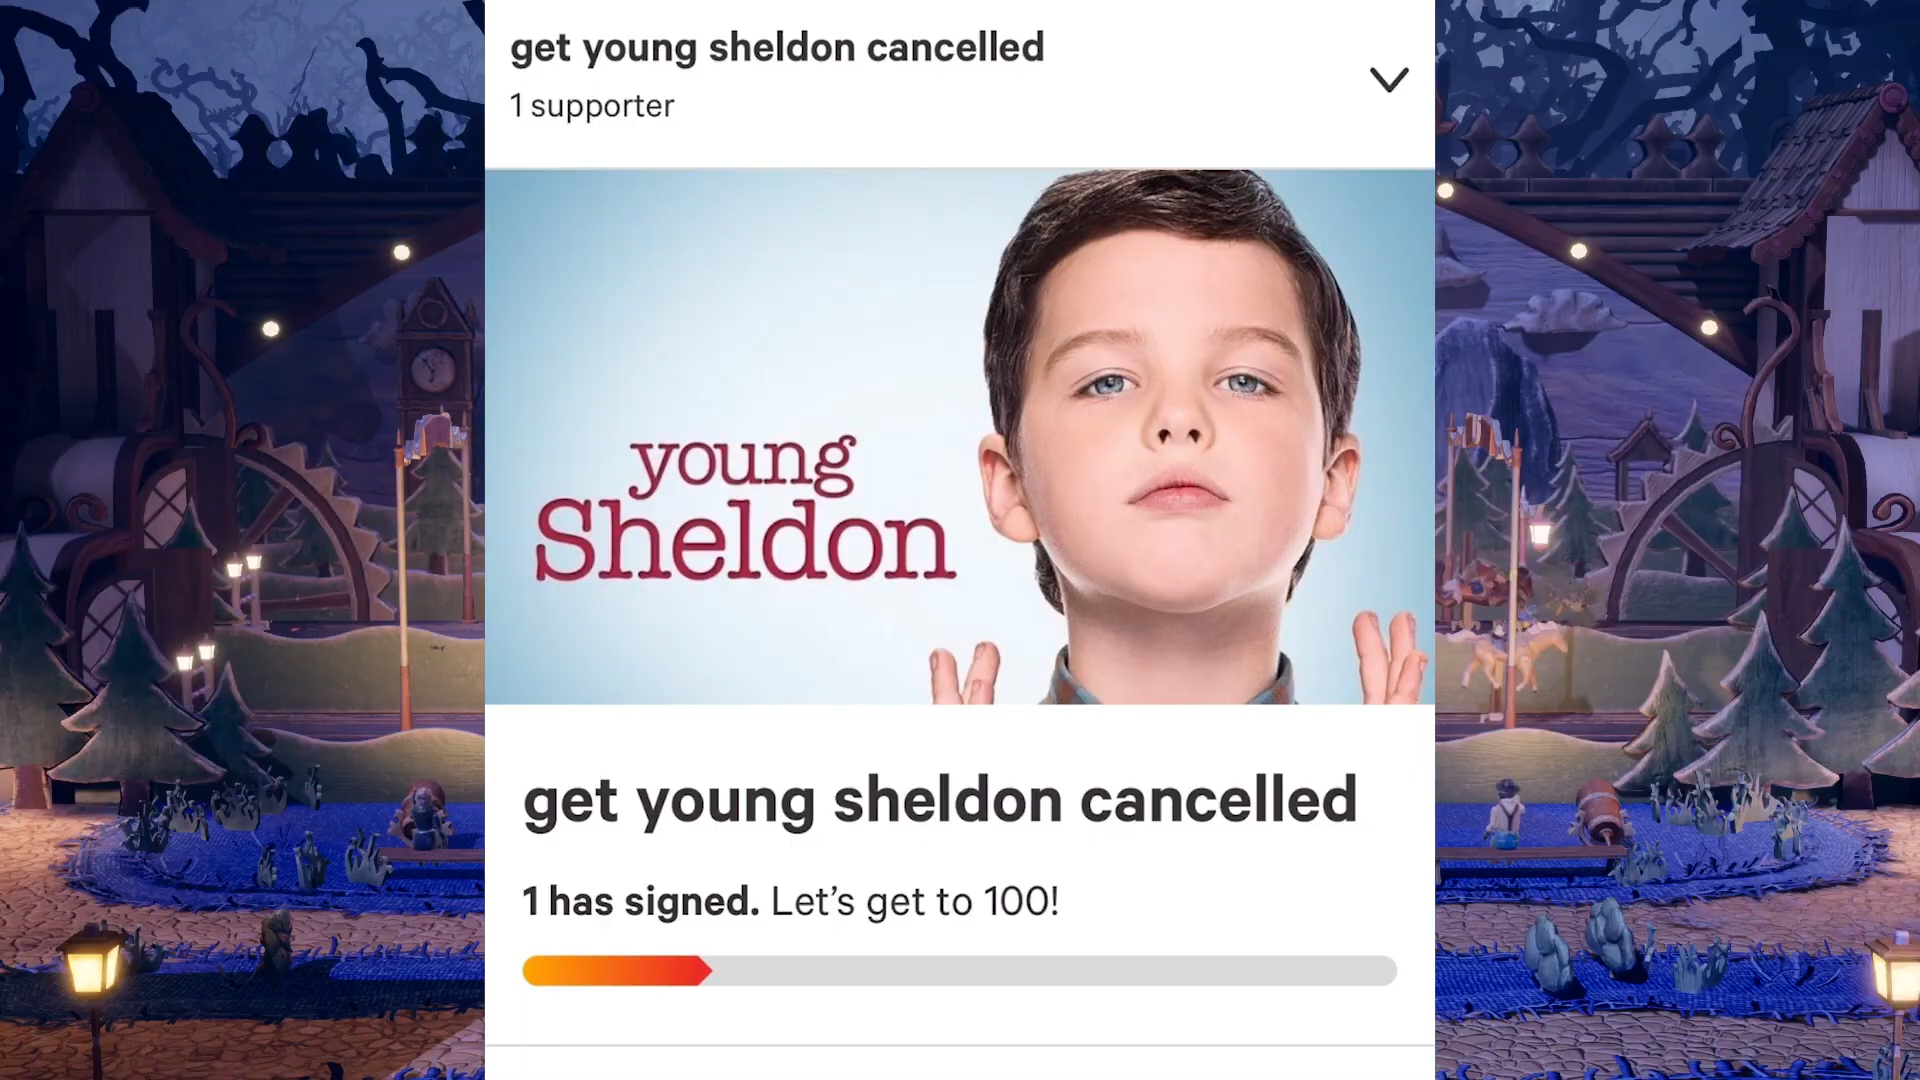 get young sheldon cancelled
1 supporter
young
Sheldon
get young sheldon cancelled
1 has signed. Let’s get to 100!